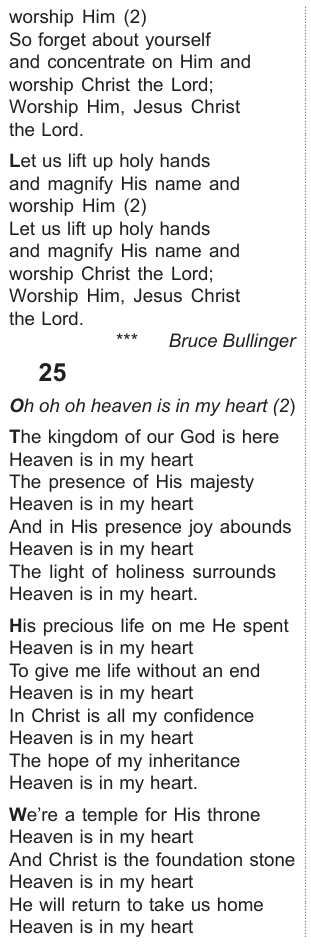 worship Him (2)
So forget about yourself
and concentrate on Him and
worship Christ the Lord;
Worship Him, Jesus Christ
the Lord.
Let us lift up holy hands
and magnify His name and
worship Him (2)
Let us lift up holy hands
and magnify His name and
worship Christ the Lord;
Worship Him, Jesus Christ
the Lord.
*** Bruce Bullinger
25
Oh oh oh heaven is in my heart (2)
The kingdom of our God is here
Heaven is in my heart
The presence of His majesty
Heaven is in my heart
And in His presence joy abounds
Heaven is in my heart
The light of holiness surrounds
Heaven is in my heart.
His precious life on me He spent
Heaven is in my heart
To give me life without an end
Heaven is in my heart
In Christ is all my confidence
Heaven is in my heart
The hope of my inheritance
Heaven is in my heart.
We're a temple for His throne
Heaven is in my heart
And Christ is the foundation stone
Heaven is in my heart
He will return to take us home
Heaven is in my heart